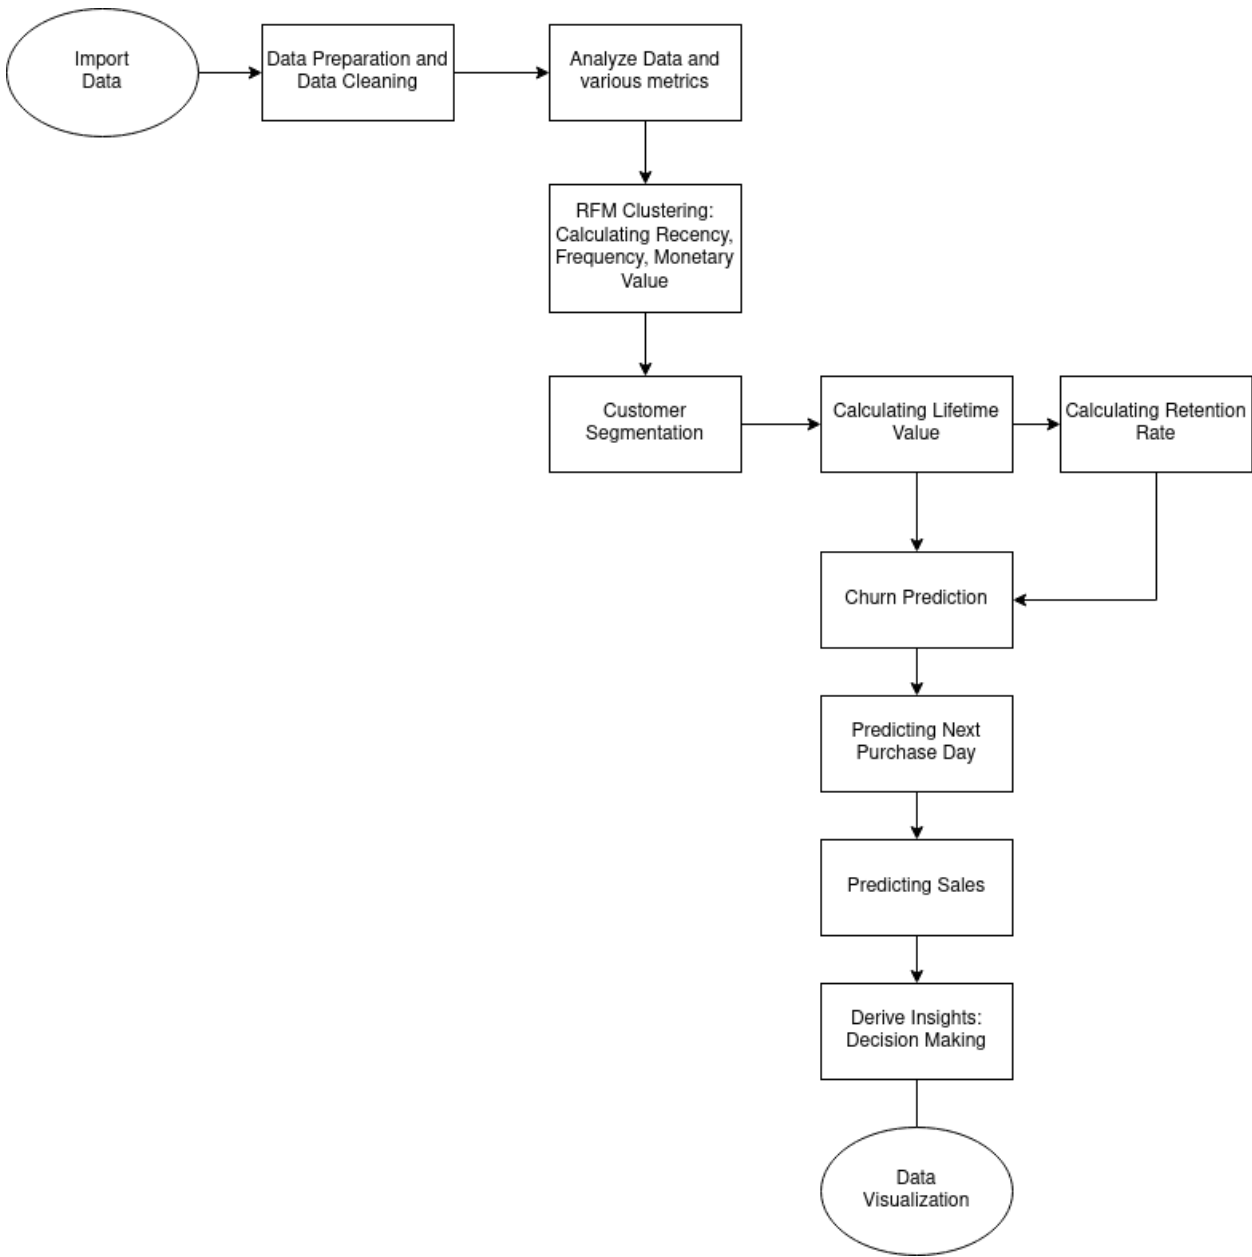 Import
Data
Data Preparation and
Data Cleaning
Analyze Data and
various metrics
RFM Clustering:
Calculating Recency,
Frequency, Monetary
Value
Customer
Segmentation
Calculating Lifetime
Value
Calculating Retention
Rate
Churn Prediction
Predicting Next
Purchase Day
Predicting Sales
Derive Insights:
Decision Making
Data
Visualization